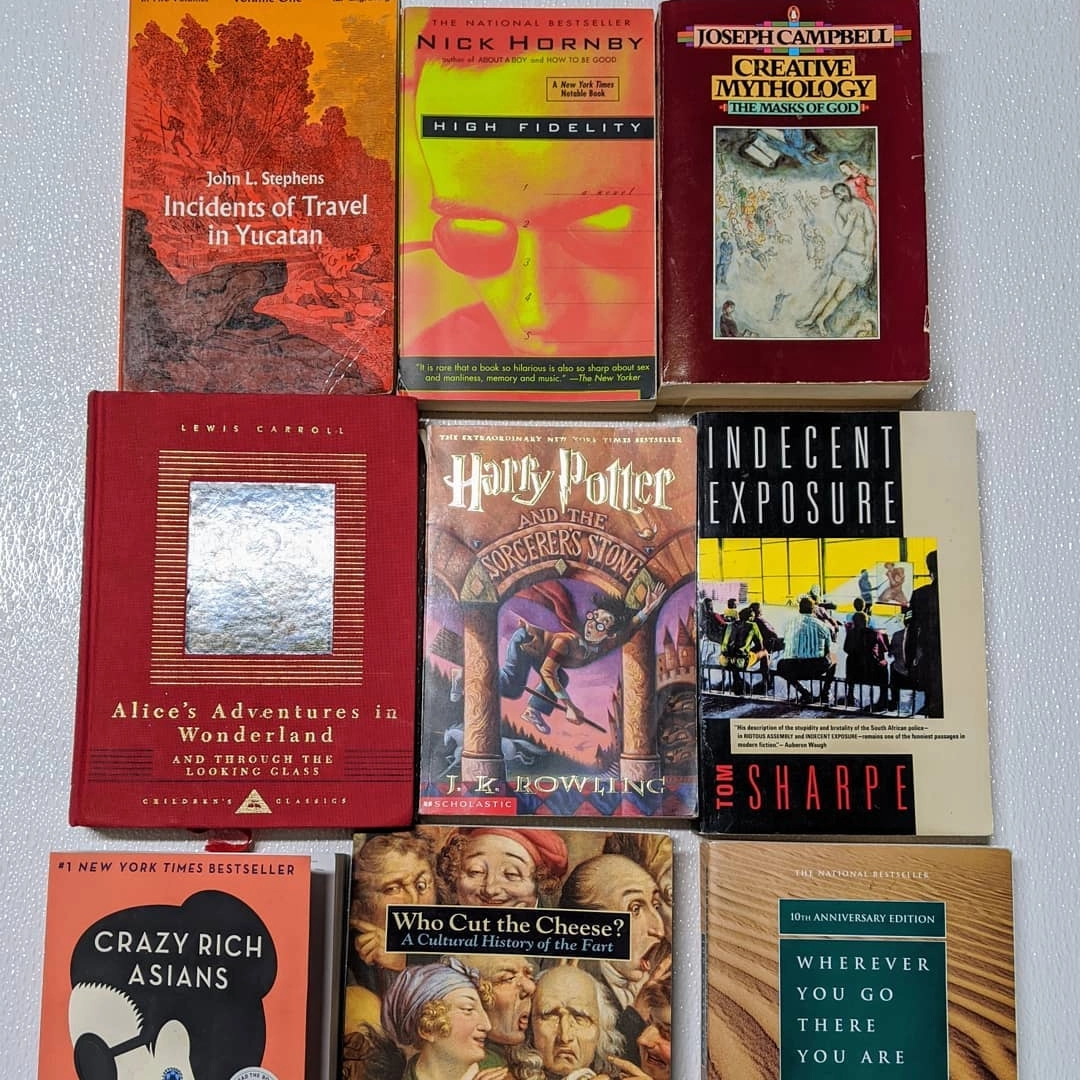 Volume One
John L. Stephens
Incidents of Travel
in Yucatan
THE NATIONAL BESTSELLER
NICK HORNBY
author of ABOUT A BOY and HOW TO BE GOOD
A New York Times
Notable Book
HIGH FIDELITY
1
a novel
2
3
4
5
"It is rare that a book so hilarious is also so sharp about sex
and manliness, memory and music." —The New Yorker
JOSEPH CAMPBELL
CREATIVE
MYTHOLOGY
THE MASKS OF GOD
LEWIS CARROLL
Alice's Adventures in
Wonderland
AND THROUGH THE
LOOKING GLASS
CHILDREN'S CLASSICS
THE EXTRAORDINARY NEW YORK TIMES BESTSELLER
Harry Potter
AND THE
SORCERER'S STONE
J. K. ROWLING
SCHOLASTIC
INDECENT
EXPOSURE
"His description of the stupidity and brutality of the South African police—
in RIOTOUS ASSEMBLY and INDECENT EXPOSURE—remains one of the funniest passages in
modern fiction."— Auberon Waugh
TOM SHARPE
#1 NEW YORK TIMES BESTSELLER
CRAZY RICH
ASIANS
Who Cut the Cheese?
A Cultural History of the Fart
THE NATIONAL BESTSELLER
10TH ANNIVERSARY EDITION
WHEREVER
YOU GO
THERE
YOU ARE